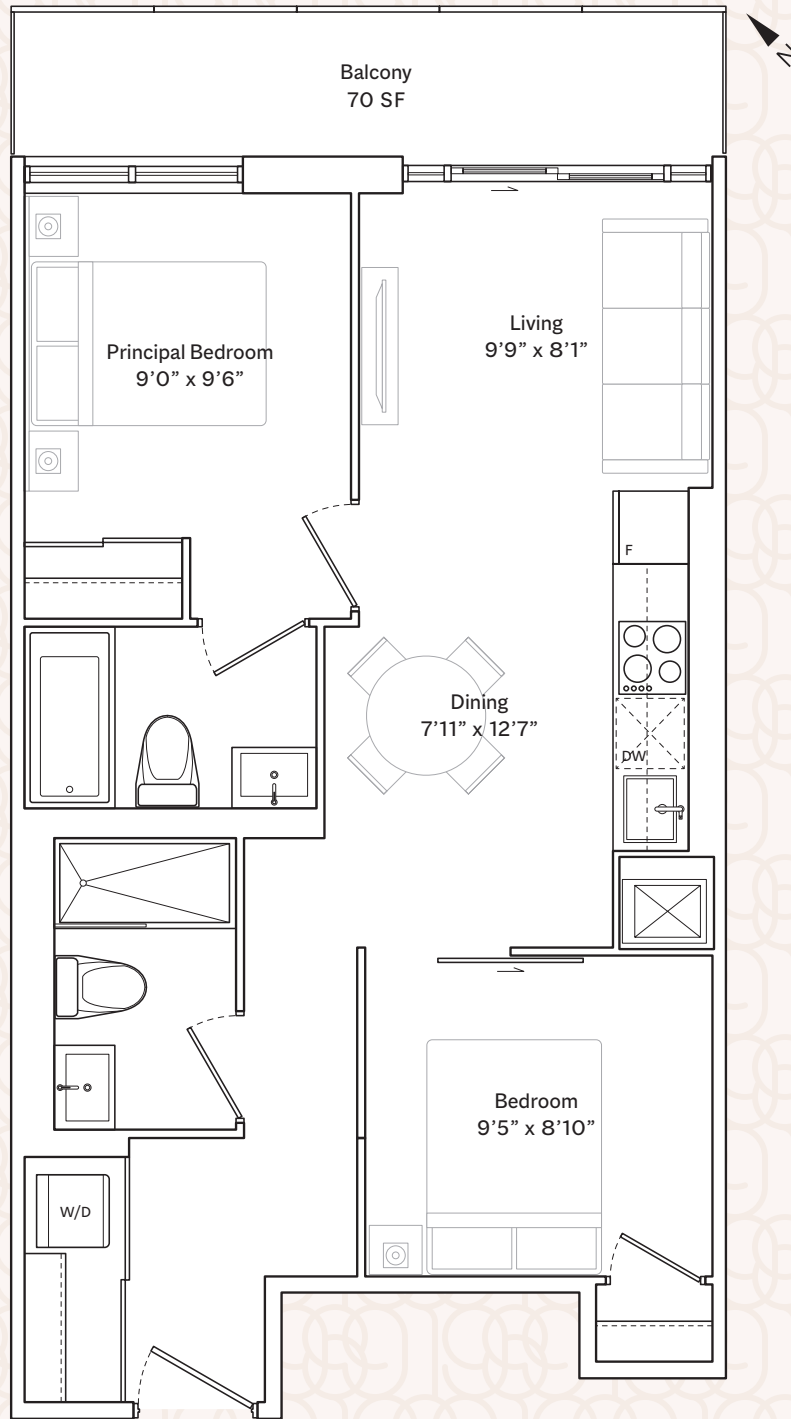 Balcony
70 SF
N
Principal Bedroom
9’0” x 9’6”
Living
9’9” x 8’1”
F
Dining
7’11” x 12’7”
DW
Bedroom
9’5” x 8’10”
W/D